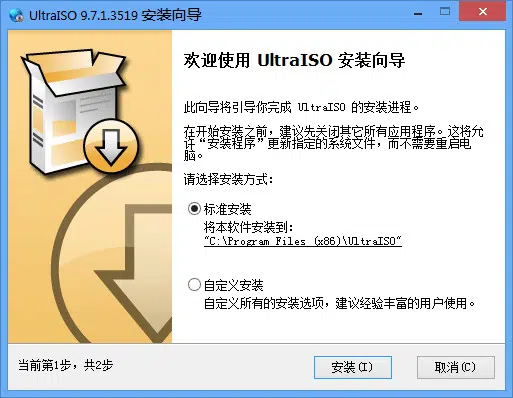 UltraISO 9.7.1.3519 安装向导
欢迎使用 UltraISO 安装向导
此向导将引导你完成 UltraISO 的安装进程。
在开始安装之前，建议先关闭其它所有应用程序。这将允
许“安装程序”更新指定的系统文件，而不需要重启电
脑。
请选择安装方式:
标准安装
将本软件安装到:
"C:\Program Files (x86)\UltraISO"
自定义安装
自定义所有的安装选项，建议经验丰富的用户使用。
当前第1步，共2步
安装(I)
取消(C)